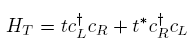 $H_T = t c_L^\dagger c_R + t^* c_R^\dagger c_L$